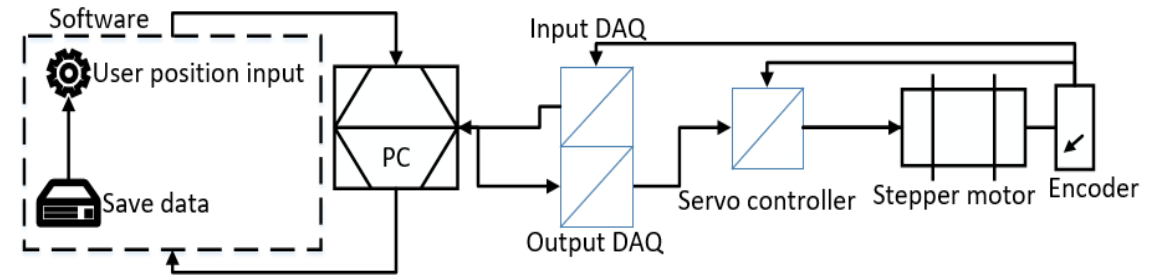 Software
User position input
Save data
PC
Input DAQ
Output DAQ
Servo controller
Stepper motor
Encoder